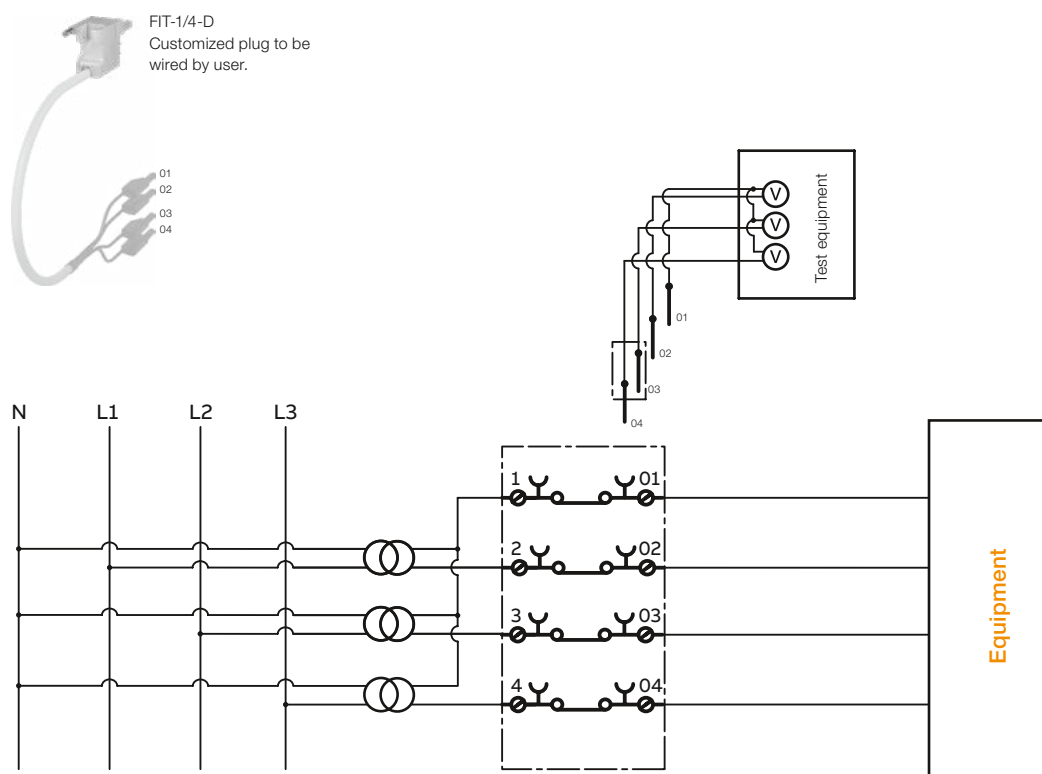 FIT-1/4-D
Customized plug to be
wired by user.
01
02
03
04
V
V
V
Test equipment
01
02
03
04
N L1 L2 L3
1 01
2 02
3 03
4 04
Equipment